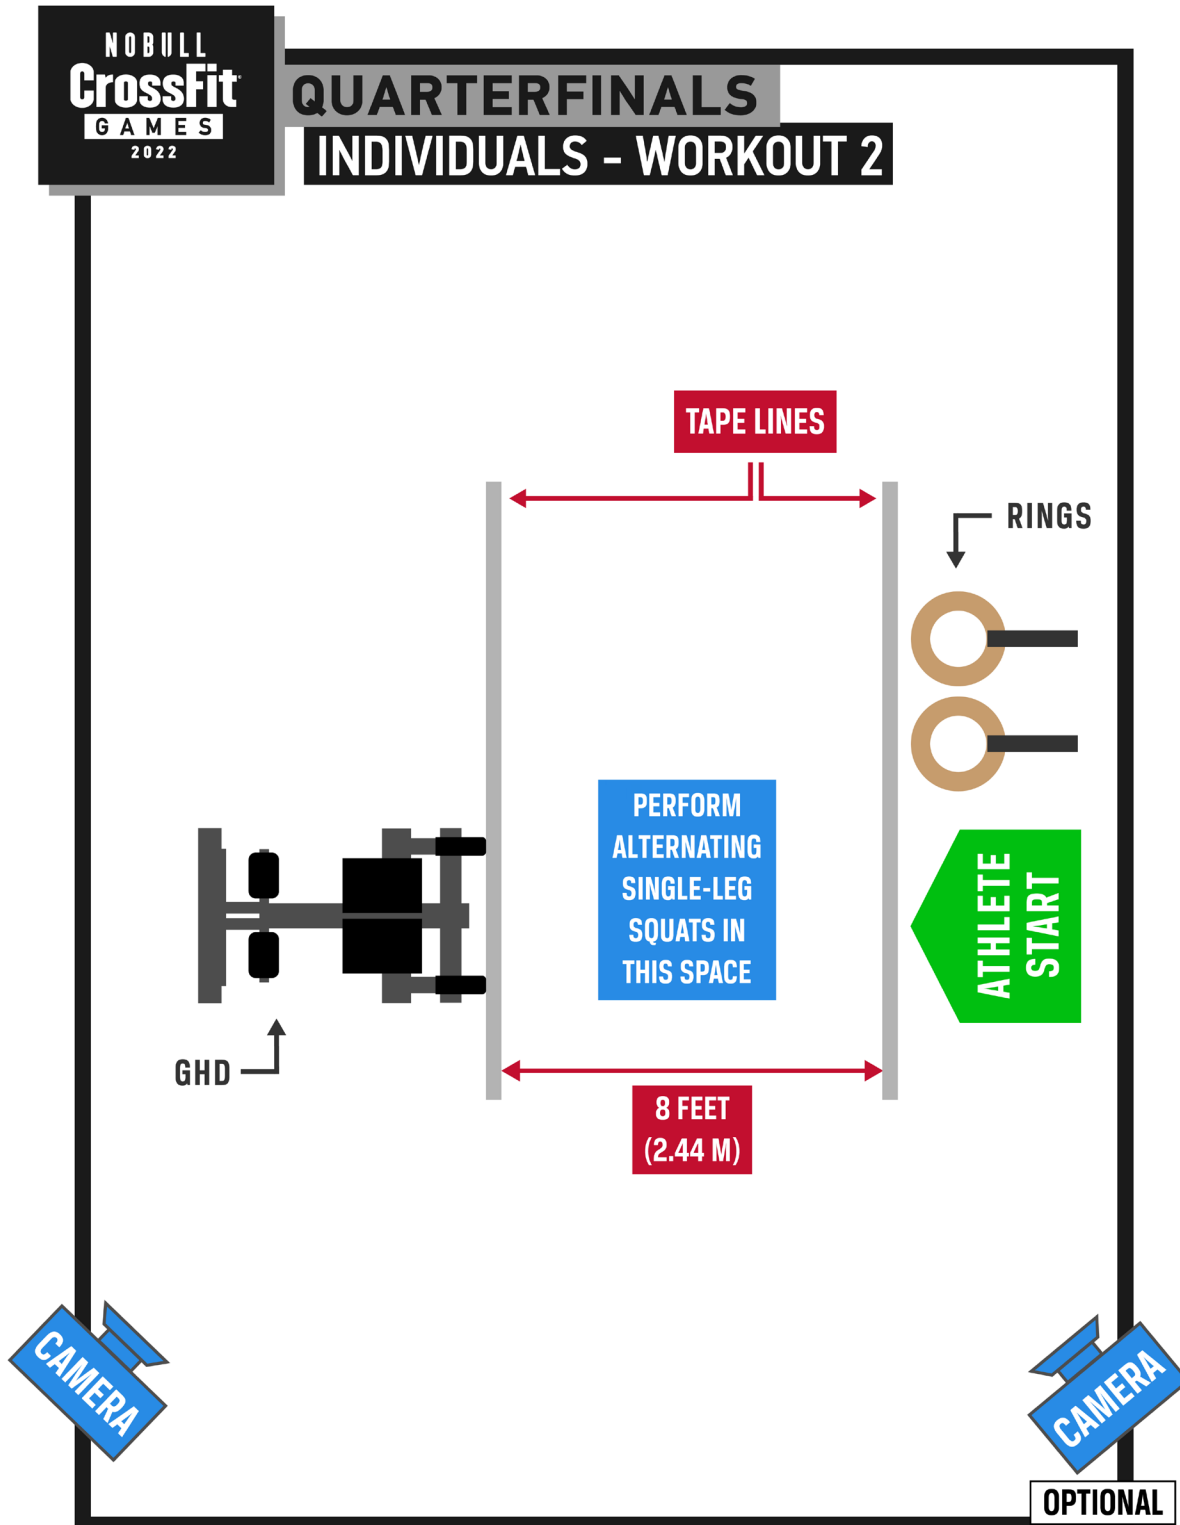 NOBULL
CrossFit
GAMES
2022
QUARTERFINALS
INDIVIDUALS - WORKOUT 2
TAPE LINES
RINGS
PERFORM
ALTERNATING
SINGLE-LEG
SQUATS IN
THIS SPACE
ATHLETE
START
GHD
8 FEET
(2.44 M)
CAMERA
CAMERA
OPTIONAL